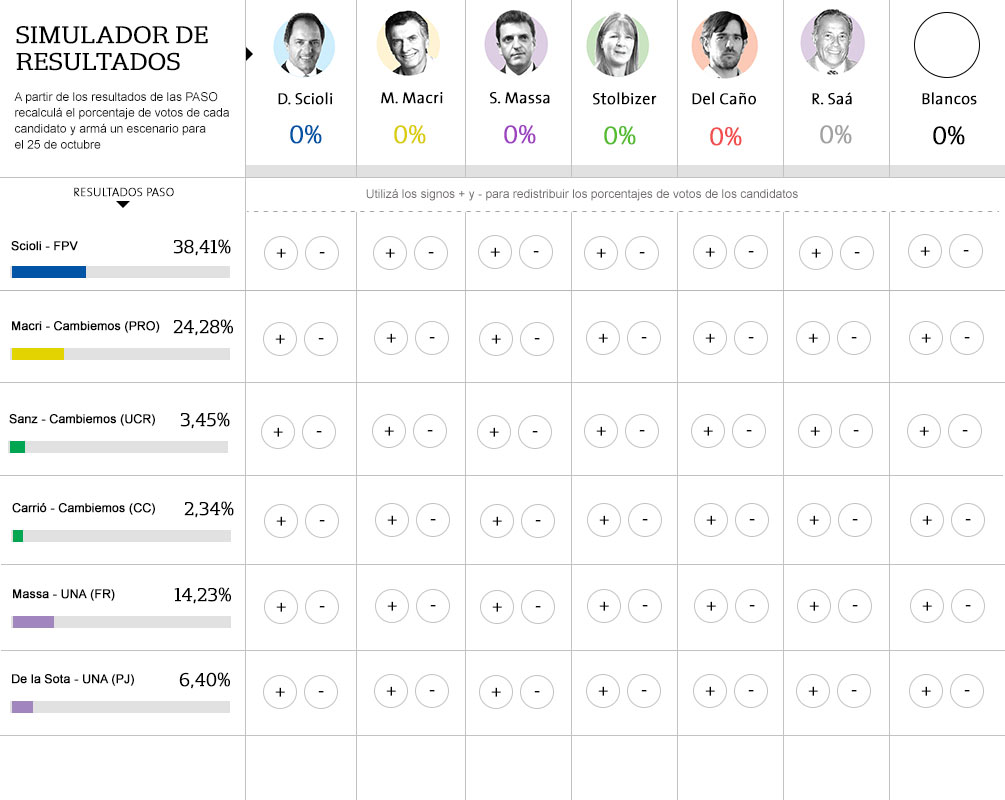 SIMULADOR DE
RESULTADOS
A partir de los resultados de las PASO
recalculá el porcentaje de votos de cada
candidato y armá un escenario para
el 25 de octubre
D. Scioli
M. Macri
S. Massa
Stolbizer
Del Caño
R. Saá
Blancos
0%
0%
0%
0%
0%
0%
0%
RESULTADOS PASO
Utilizá los signos + y - para redistribuir los porcentajes de votos de los candidatos
Scioli - FPV 38,41%
+ - + - + - + - + - + - + -
Macri - Cambiemos (PRO) 24,28%
+ - + - + - + - + - + - + -
Sanz - Cambiemos (UCR) 3,45%
+ - + - + - + - + - + - + -
Carrió - Cambiemos (CC) 2,34%
+ - + - + - + - + - + - + -
Massa - UNA (FR) 14,23%
+ - + - + - + - + - + - + -
De la Sota - UNA (PJ) 6,40%
+ - + - + - + - + - + - + -